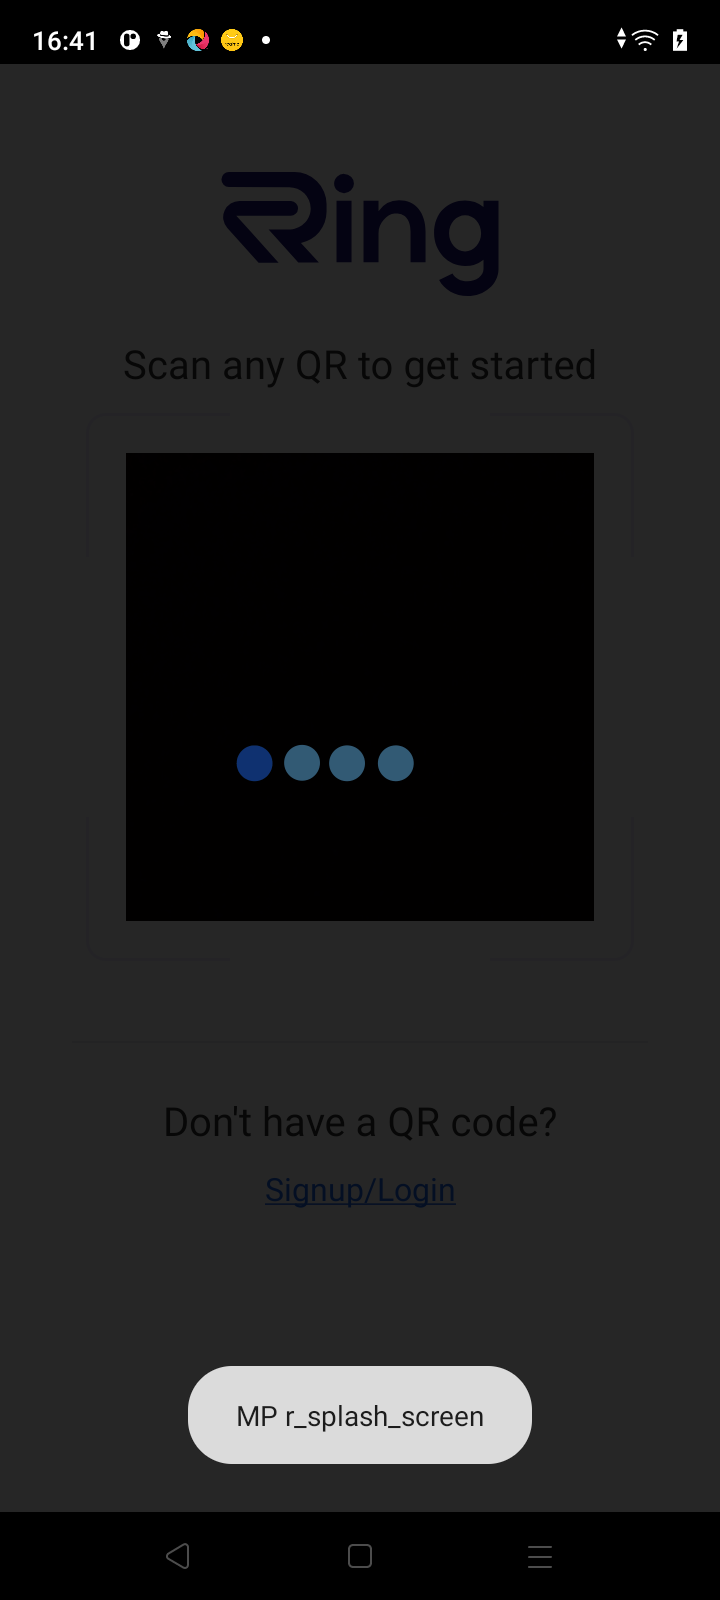 16:41
Ring
Scan any QR to get started
Don't have a QR code?
Signup/Login
MP r_splash_screen